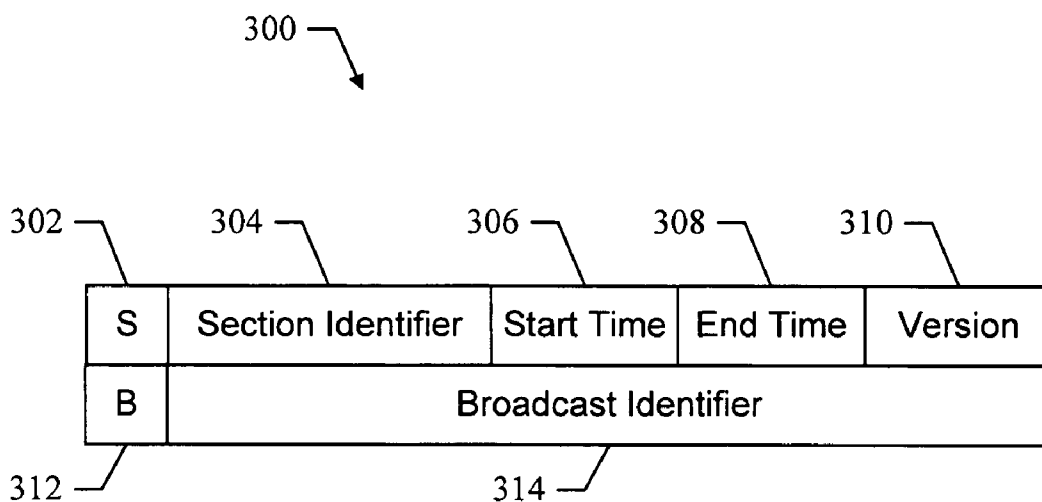 300
302 304 306 308 310
S Section Identifier Start Time End Time Version
B Broadcast Identifier
312 314